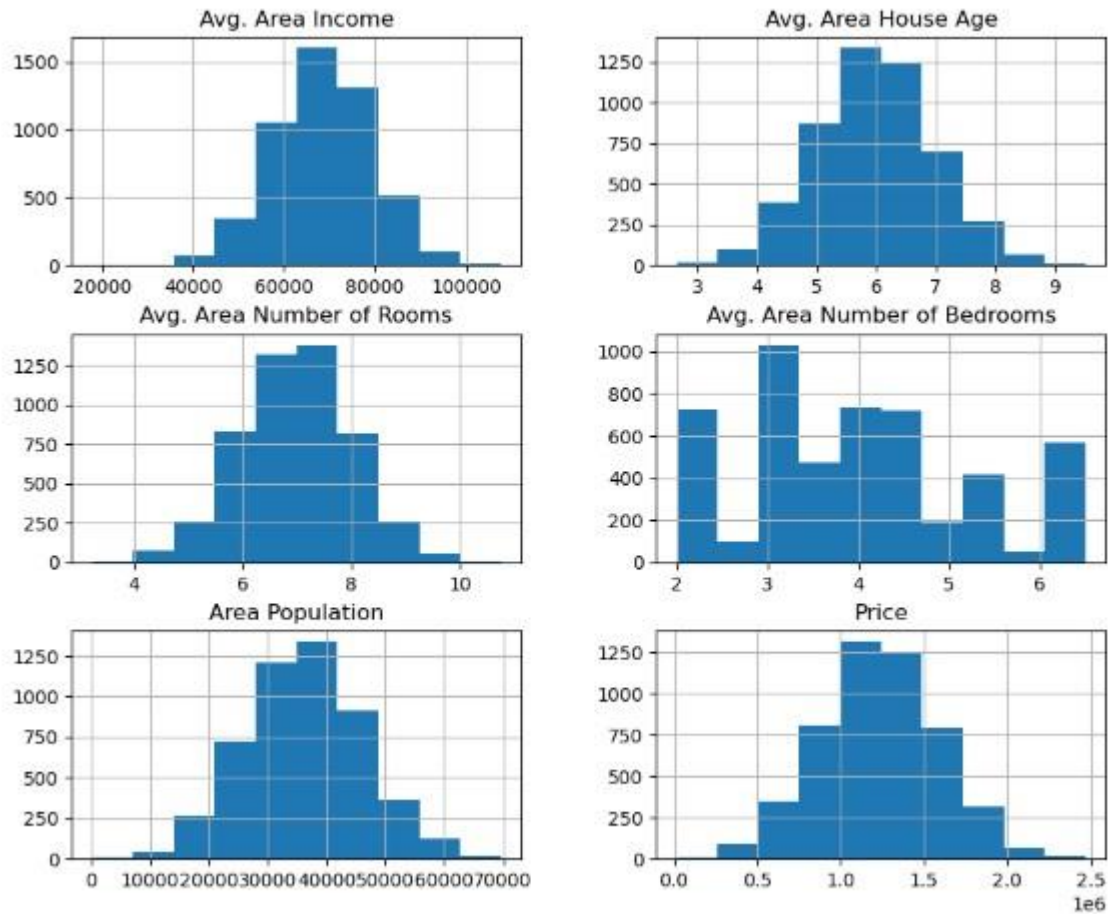 Avg. Area Income
1500
1000
500
0
20000 40000 60000 80000 100000
Avg. Area House Age
1250
1000
750
500
250
0
3 4 5 6 7 8 9
Avg. Area Number of Rooms
1250
1000
750
500
250
0
4 6 8 10
Avg. Area Number of Bedrooms
1000
800
600
400
200
0
2 3 4 5 6
Area Population
1250
1000
750
500
250
0
0 10000 20000 30000 40000 50000 60000 70000
Price
1250
1000
750
500
250
0
0.0 0.5 1.0 1.5 2.0 2.5
1e6